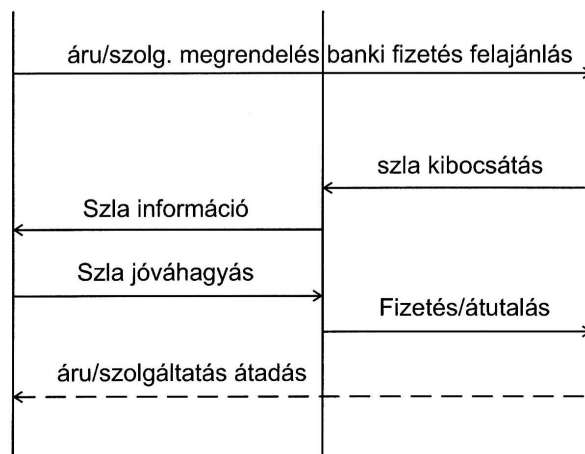 áru/szolg. megrendelés banki fizetés felajánlás
szla kibocsátás
Szla információ
Szla jóváhagyás
Fizetés/átutalás
áru/szolgáltatás átadás